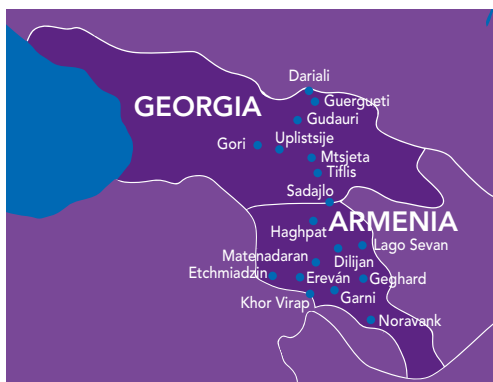 Dariali
Guergueti
GEORGIA
Gudauri
Gori
Uplistsije
Mtsjeta
Tiflis
Sadajlo
ARMENIA
Haghpat
Lago Sevan
Matenadaran
Dilijan
Etchmiadzin
Ereván
Geghard
Khor Virap
Garni
Noravank